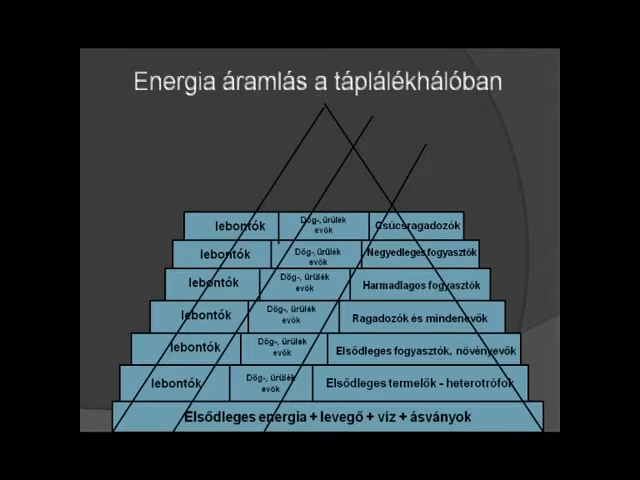 Energia áramlás a táplálékhálóban
lebontók Dög-, ürülék evők Csúcsragadozók
lebontók Dög-, ürülék evők Negyedleges fogyasztók
lebontók Dög-, ürülék evők Harmadlagos fogyasztók
lebontók Dög-, ürülék evők Ragadozók és mindenevők
lebontók Dög-, ürülék evők Elsődleges fogyasztók, növényevők
lebontók Dög-, ürülék evők Elsődleges termelők - heterotrófok
Elsődleges energia + levegő + víz + ásványok